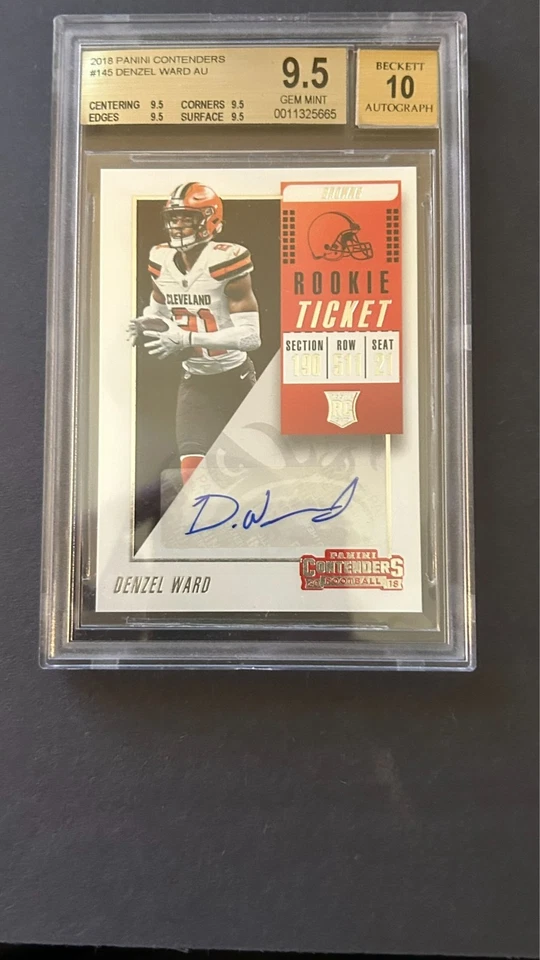 2018 PANINI CONTENDERS
#145 DENZEL WARD AU
CENTERING 9.5 CORNERS 9.5
EDGES 9.5 SURFACE 9.5
9.5
GEM MINT
0011325665
BECKETT
10
AUTOGRAPH
BROWNS
ROOKIE
TICKET
SECTION ROW SEAT
190 511 21
RC
CLEVELAND
21
D. Ward
DENZEL WARD
PANINI
CONTENDERS
FOOTBALL 18